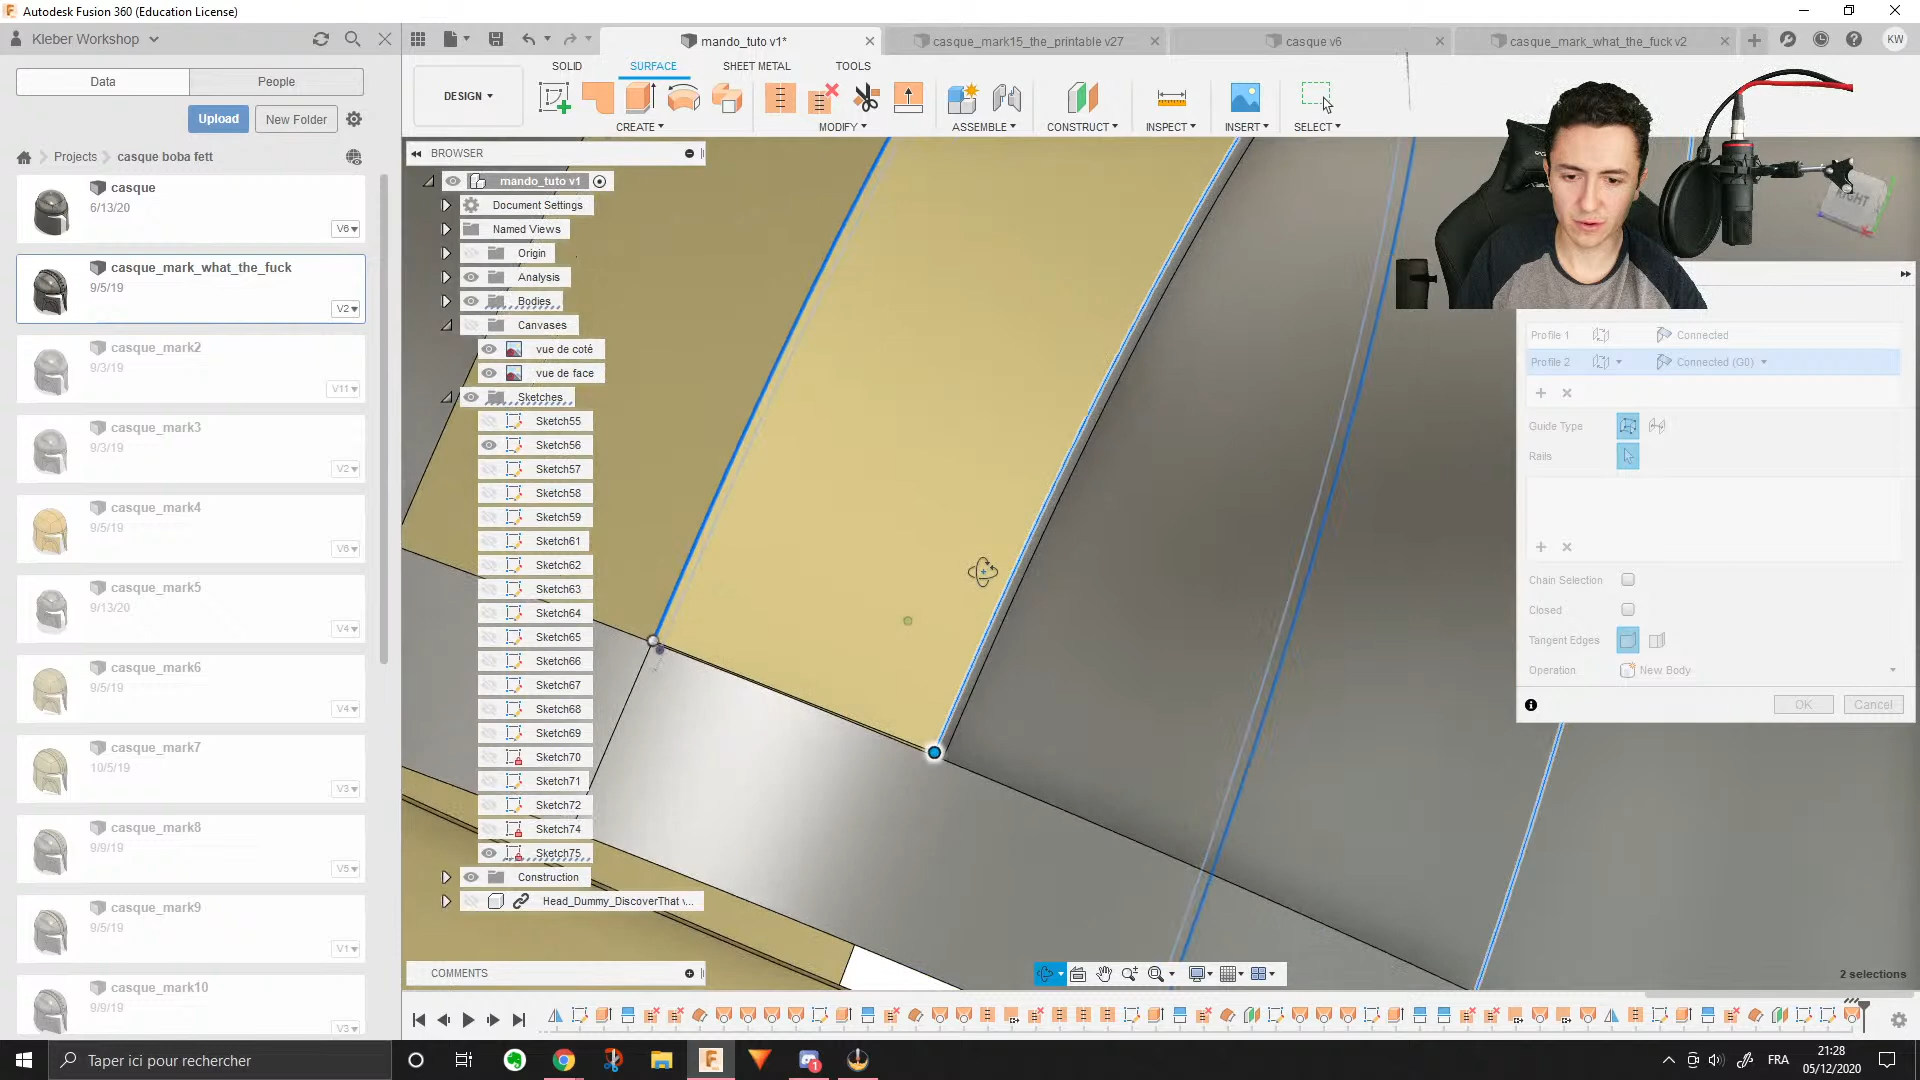 Autodesk Fusion 360 (Education License)
Kleber Workshop
mando_tuto v1*
casque_mark15_the_printable v27
casque v6
casque_mark_what_the_fuck v2
KW
Data
People
Upload
New Folder
Projects
casque boba fett
casque
6/13/20
V6
casque_mark_what_the_fuck
9/5/19
V2
casque_mark2
9/3/19
V11
casque_mark3
9/3/19
V2
casque_mark4
9/5/19
V6
casque_mark5
9/13/20
V4
casque_mark6
9/5/19
V4
casque_mark7
10/5/19
V3
casque_mark8
9/9/19
V5
casque_mark9
9/5/19
V1
casque_mark10
9/9/19
V3
SOLID
SURFACE
SHEET METAL
TOOLS
DESIGN
CREATE
MODIFY
ASSEMBLE
CONSTRUCT
INSPECT
INSERT
SELECT
BROWSER
mando_tuto v1
Document Settings
Named Views
Origin
Analysis
Bodies
Canvases
vue de coté
vue de face
Sketches
Sketch55
Sketch56
Sketch57
Sketch58
Sketch59
Sketch61
Sketch62
Sketch63
Sketch64
Sketch65
Sketch66
Sketch67
Sketch68
Sketch69
Sketch70
Sketch71
Sketch72
Sketch74
Sketch75
Construction
Head_Dummy_DiscoverThat v...
COMMENTS
RIGHT
Profile 1
Connected
Profile 2
Connected (G0)
Guide Type
Rails
Chain Selection
Closed
Tangent Edges
Operation
New Body
OK
Cancel
2 selections
Taper ici pour rechercher
1
FRA
21:28
05/12/2020